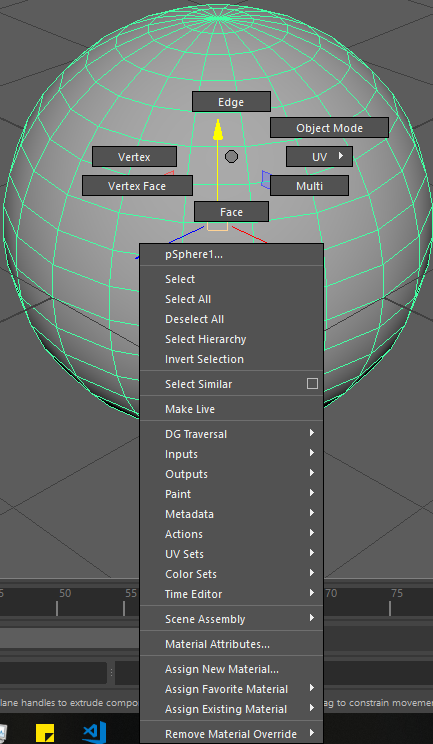 Edge
Object Mode
Vertex
UV
Vertex Face
Multi
Face
pSphere1...
Select
Select All
Deselect All
Select Hierarchy
Invert Selection
Select Similar
Make Live
DG Traversal
Inputs
Outputs
Paint
Metadata
Actions
UV Sets
Color Sets
Time Editor
50
55
70
75
Scene Assembly
Material Attributes...
Assign New Material...
Assign Favorite Material
lane handles to extrude compo
ag to constrain movemen
Assign Existing Material
Remove Material Override